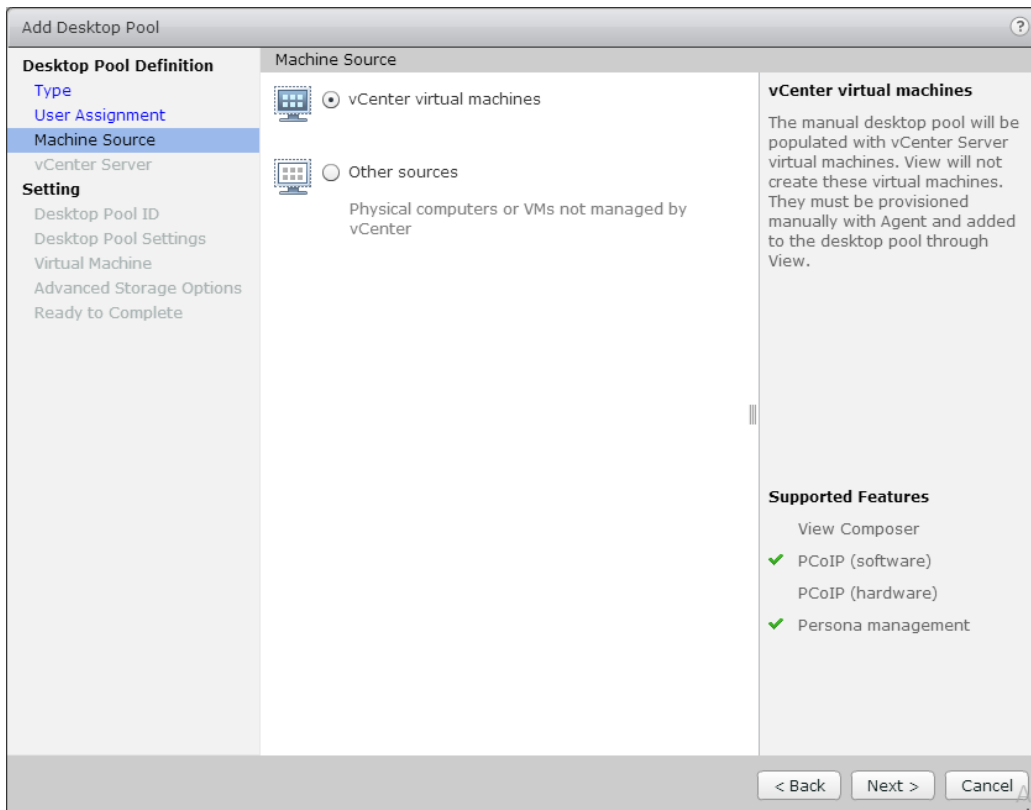 Add Desktop Pool
?
Desktop Pool Definition
Type
User Assignment
Machine Source
vCenter Server
Setting
Desktop Pool ID
Desktop Pool Settings
Virtual Machine
Advanced Storage Options
Ready to Complete
Machine Source
vCenter virtual machines
Other sources
Physical computers or VMs not managed by
vCenter
vCenter virtual machines
The manual desktop pool will be
populated with vCenter Server
virtual machines. View will not
create these virtual machines.
They must be provisioned
manually with Agent and added
to the desktop pool through
View.
Supported Features
View Composer
PCoIP (software)
PCoIP (hardware)
Persona management
< Back
Next >
Cancel